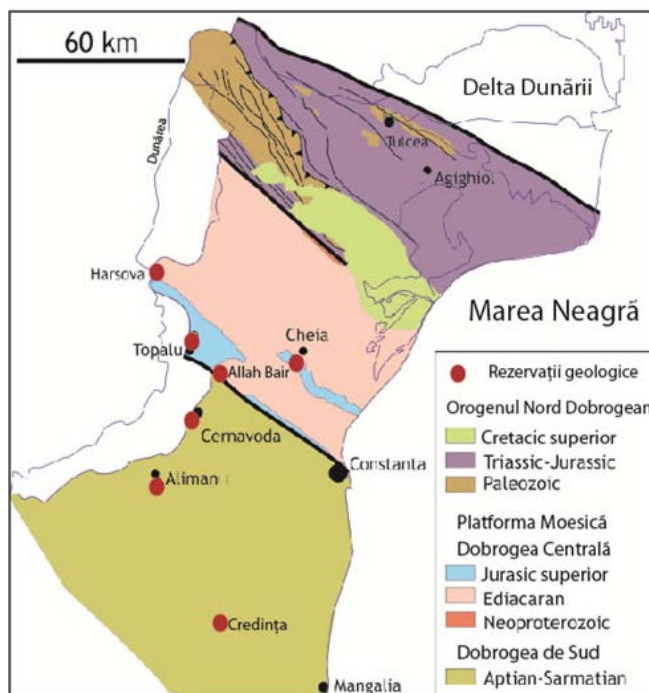 60 km
Delta Dunării
Dunărea
Tulcea
Agighiol
Harsova
Marea Neagră
Cheia
Topalu
Allah Bair
Cernavoda
Constanta
Aliman
Credința
Mangalia
Rezervații geologice
Orogenul Nord Dobrogean
Cretacic superior
Triassic-Jurassic
Paleozoic
Platforma Moesică
Dobrogea Centrală
Jurasic superior
Ediacaran
Neoproterozoic
Dobrogea de Sud
Aptian-Sarmatian